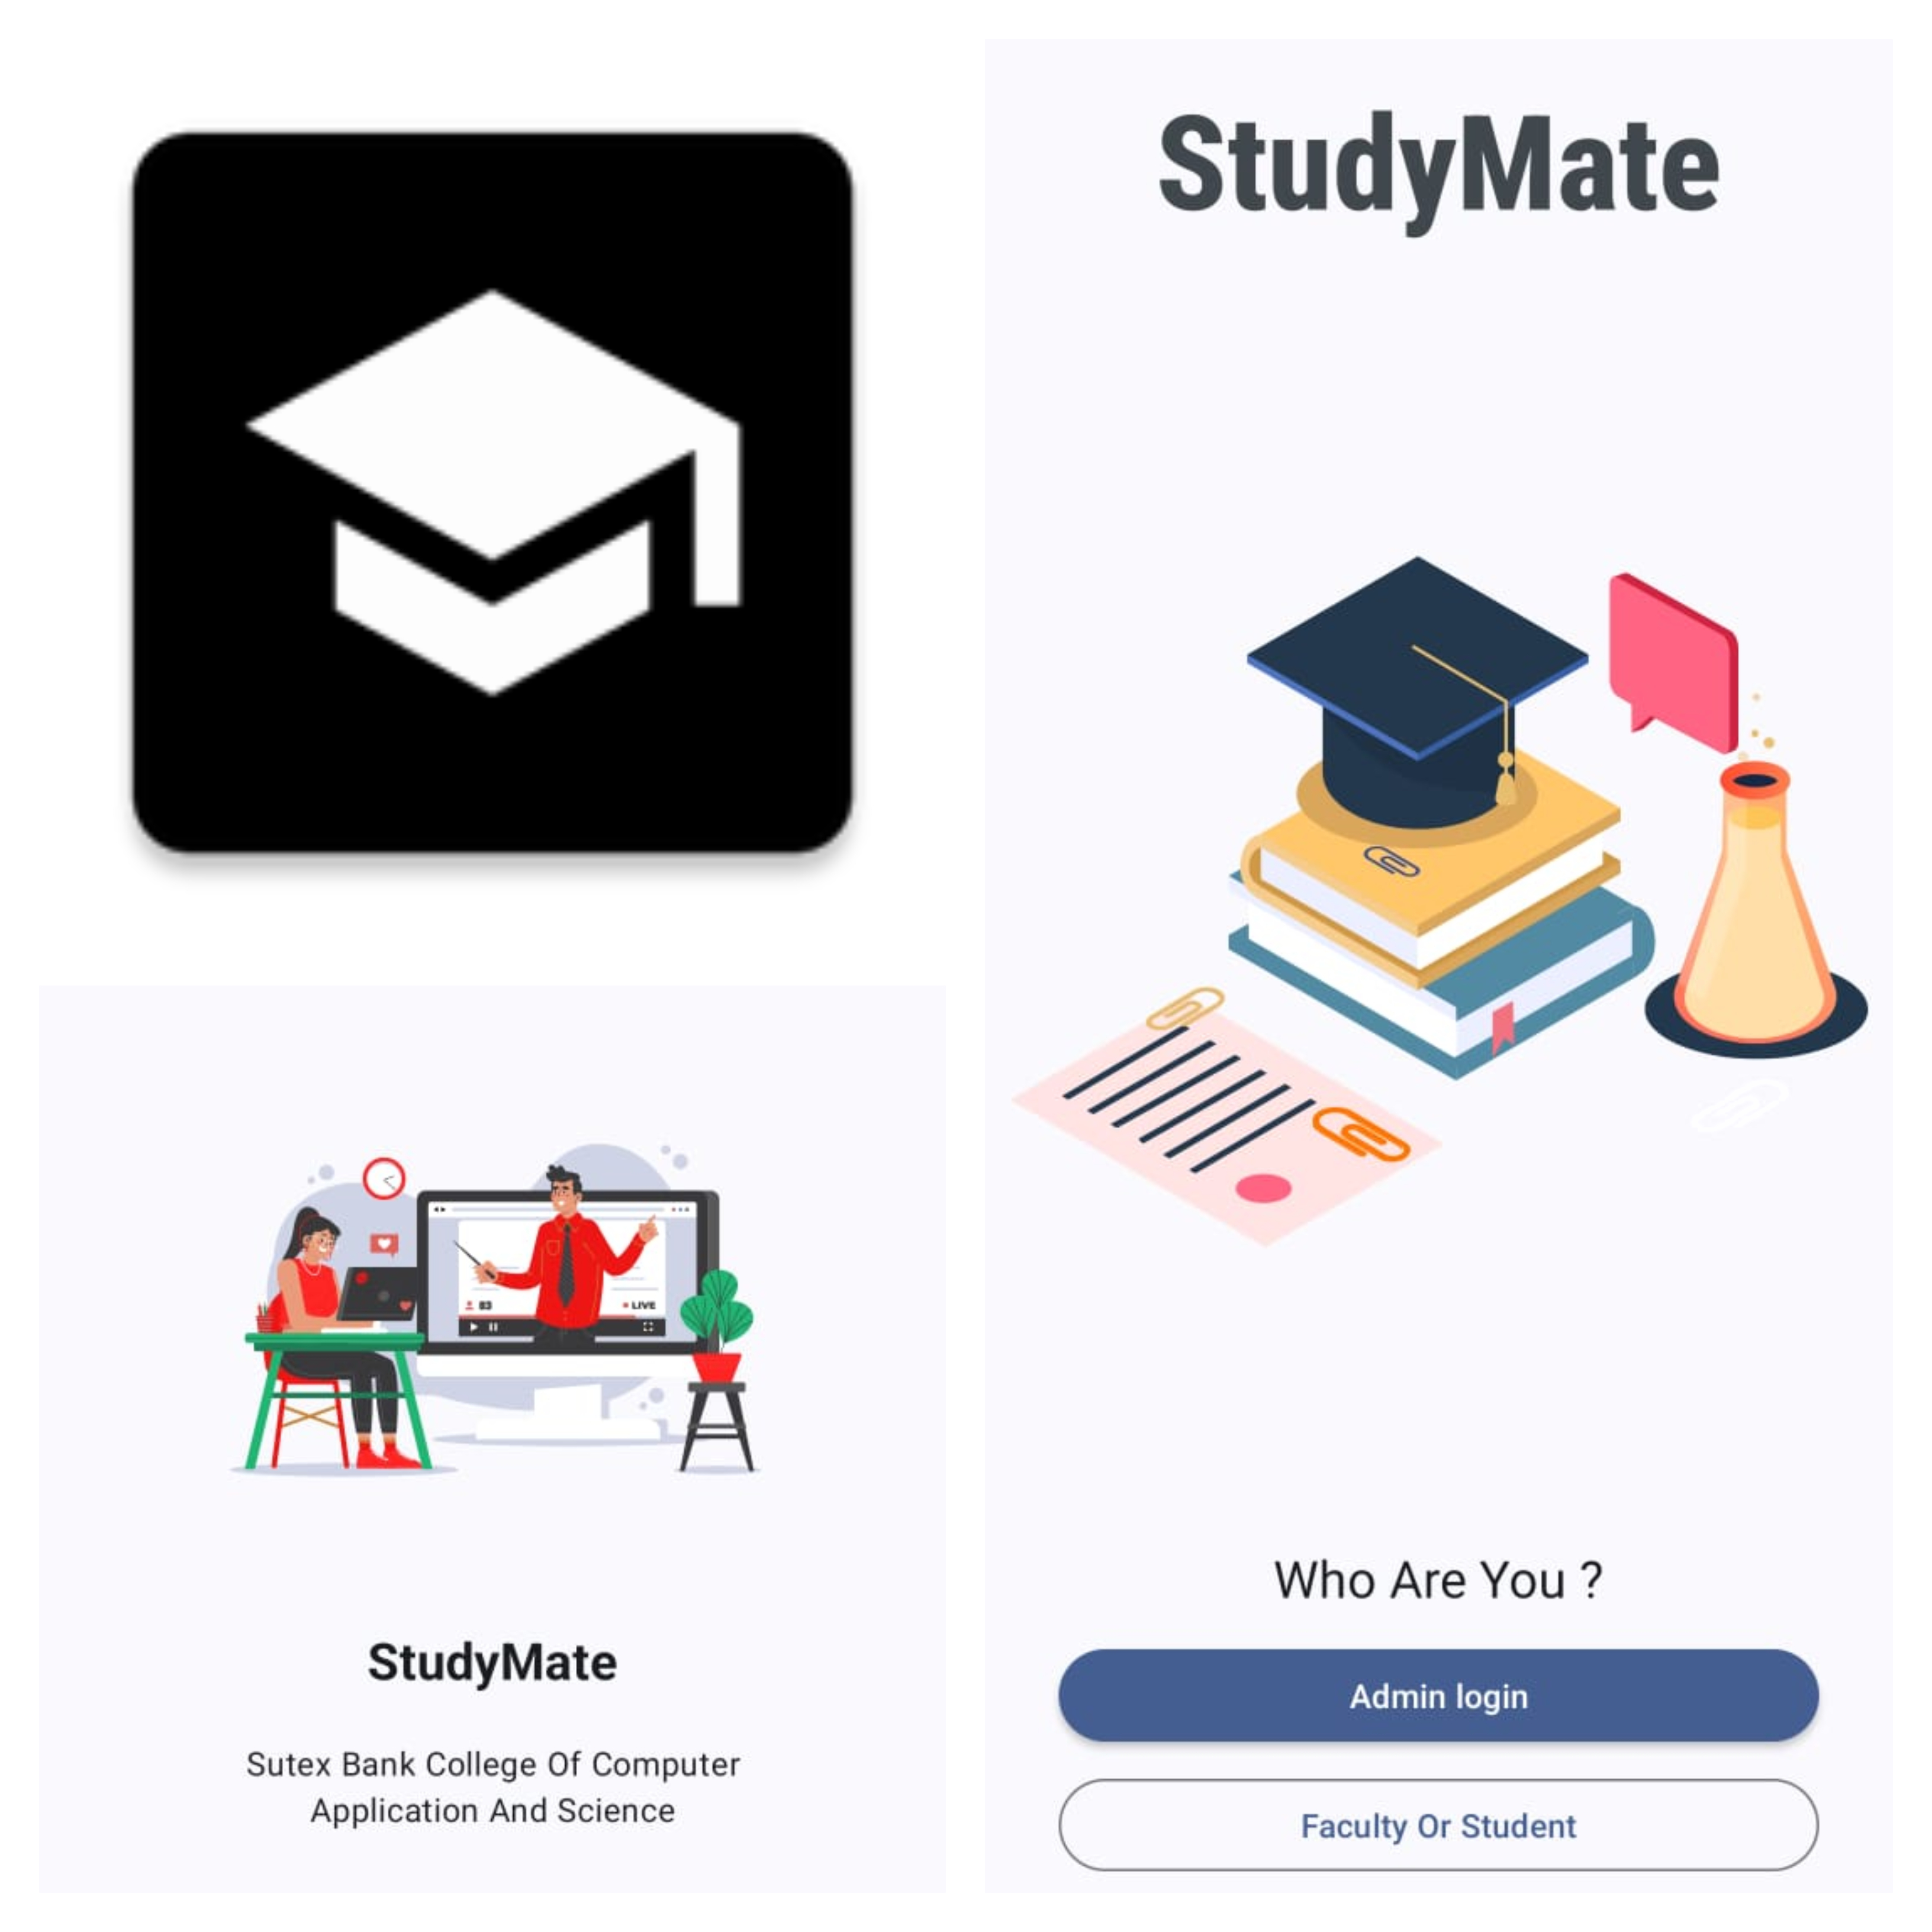 StudyMate
83
LIVE
StudyMate
Sutex Bank College Of Computer
Application And Science
Who Are You ?
Admin login
Faculty Or Student